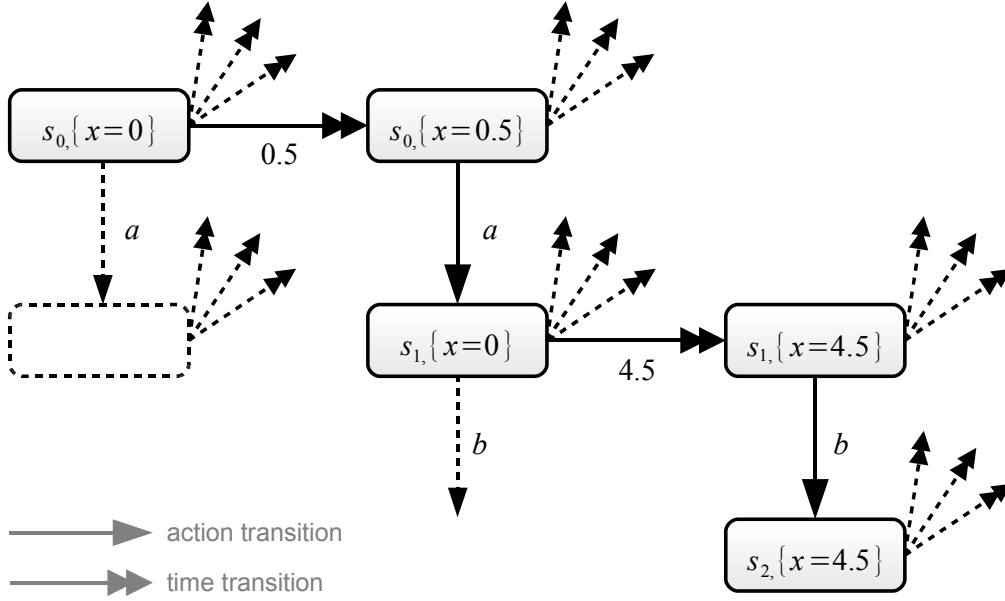 s₀,{x=0}
s₀,{x=0.5}
0.5
a
a
s₁,{x=0}
s₁,{x=4.5}
4.5
b
b
action transition
s₂,{x=4.5}
time transition